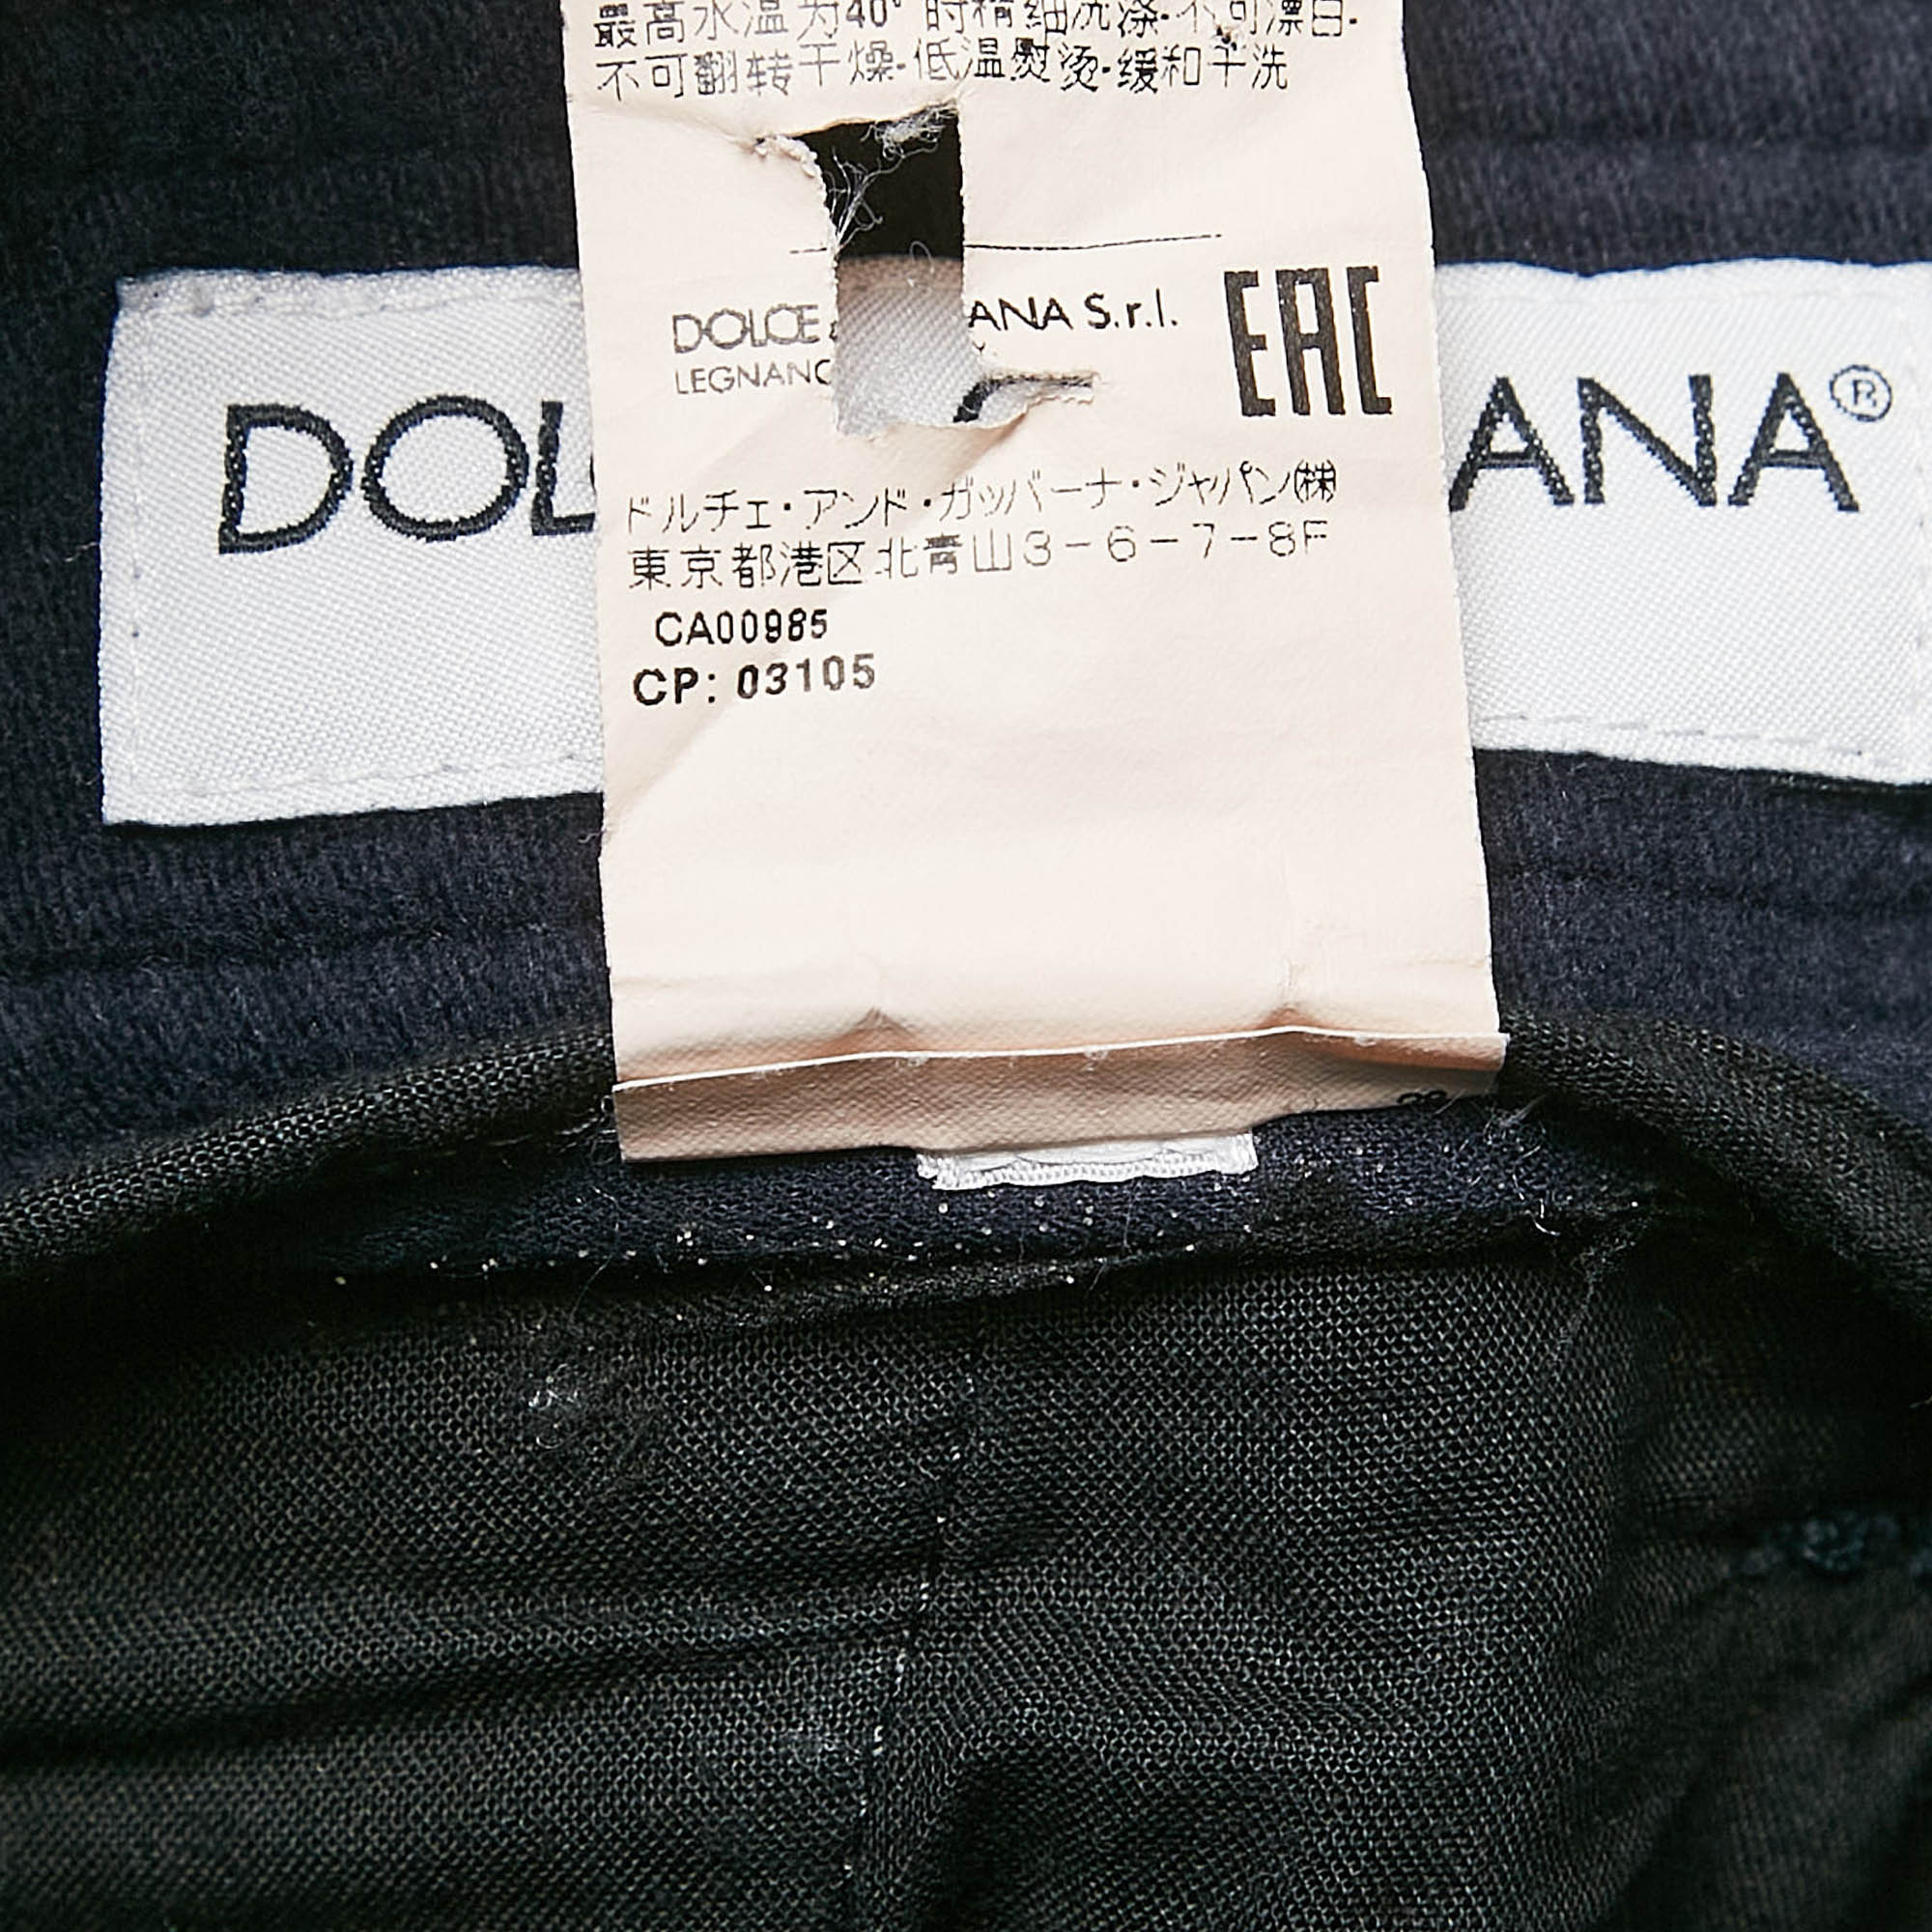 最高水温为40°时精细洗涤·不可漂白·
不可翻转干燥·低温熨烫·缓和干洗
DOLCE ANA S.r.l.
LEGNANO
EAC
ドルチェ・アンド・ガッバーナ・ジャパン㈱
東京都港区北青山3-6-7-8F
CA00985
CP: 03105
DOL ANA®